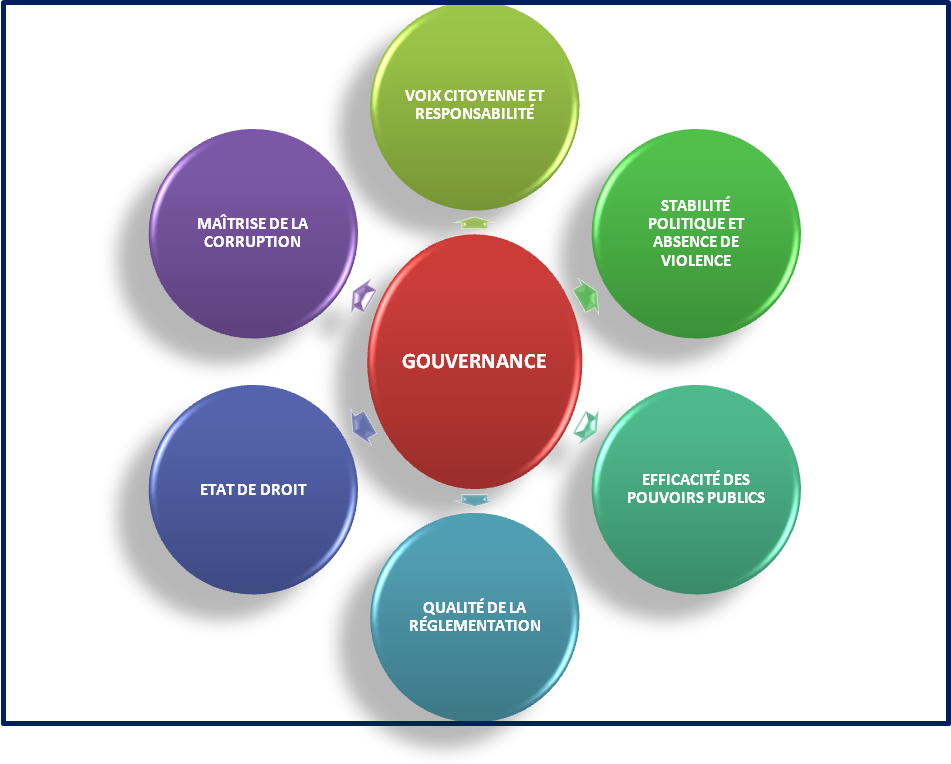 VOIX CITOYENNE ET
RESPONSABILITÉ
STABILITÉ
POLITIQUE ET
ABSENCE DE
VIOLENCE
EFFICACITÉ DES
POUVOIRS PUBLICS
QUALITÉ DE LA
RÉGLEMENTATION
ETAT DE DROIT
MAÎTRISE DE LA
CORRUPTION
GOUVERNANCE